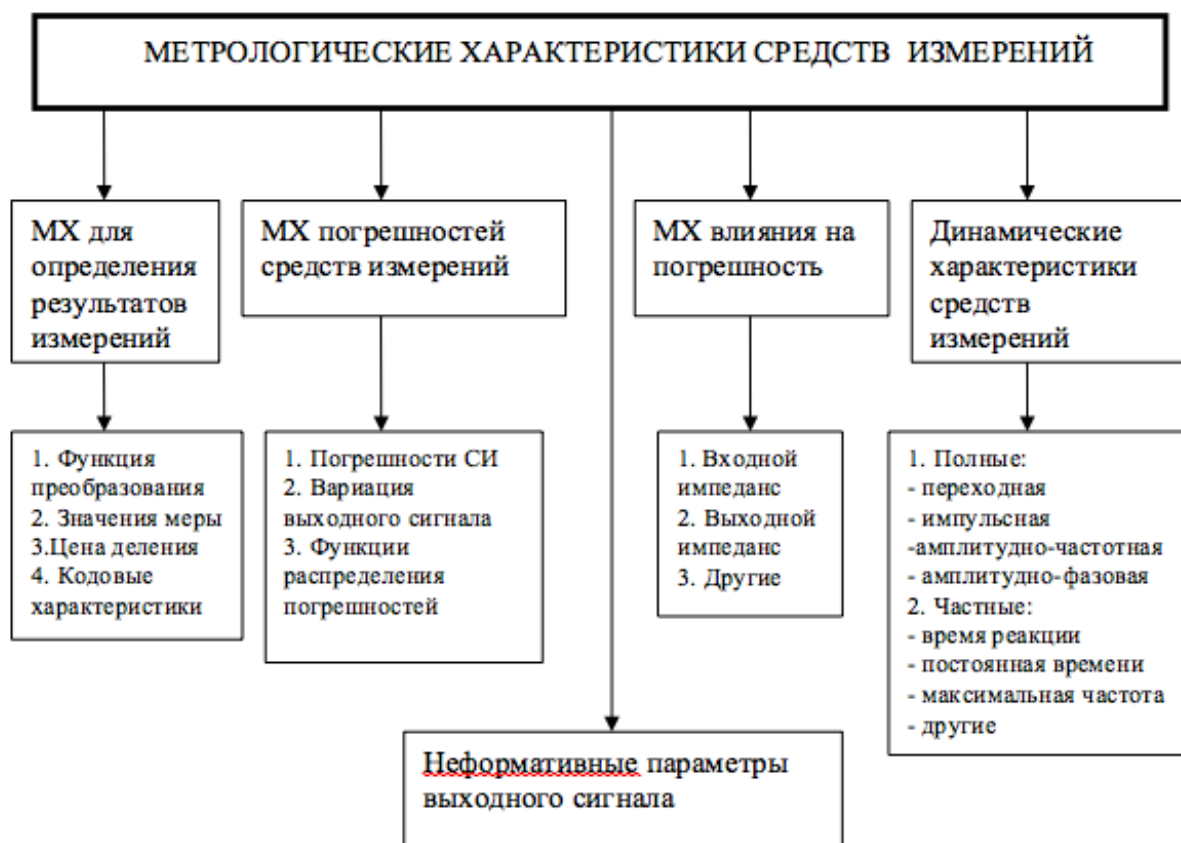 МЕТРОЛОГИЧЕСКИЕ ХАРАКТЕРИСТИКИ СРЕДСТВ ИЗМЕРЕНИЙ
МХ для
определения
результатов
измерений
МХ погрешностей
средств измерений
МХ влияния на
погрешность
Динамические
характеристики
средств
измерений
1. Функция
преобразования
2. Значения меры
3.Цена деления
4. Кодовые
характеристики
1. Погрешности СИ
2. Вариация
выходного сигнала
3. Функции
распределения
погрешностей
1. Входной
импеданс
2. Выходной
импеданс
3. Другие
1. Полные:
- переходная
- импульсная
-амплитудно-частотная
- амплитудно-фазовая
2. Частные:
- время реакции
- постоянная времени
- максимальная частота
- другие
Неформативные параметры
выходного сигнала